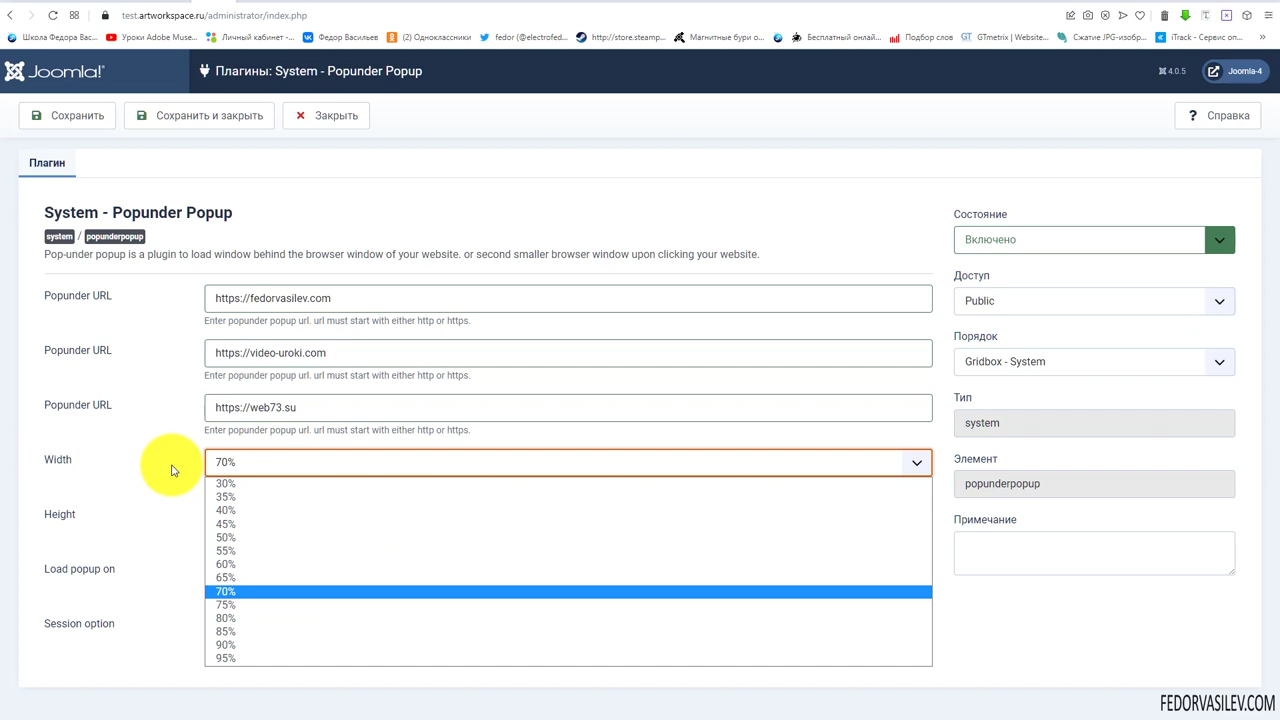 test.artworkspace.ru/administrator/index.php
Школа Федора Вас...
Уроки Adobe Muse...
Личный кабинет -...
Федор Васильев
(2) Одноклассники
fedor (@electrofed...
http://store.steamp...
Магнитные бури о...
Бесплатный онлай...
Подбор слов
GT GTmetrix | Website...
Сжатие JPG-изобр...
iTrack - Сервис оп...
»
Joomla!®
Плагины: System - Popunder Popup
4.0.5
Joomla-4
Сохранить
Сохранить и закрыть
Закрыть
? Справка
Плагин
System - Popunder Popup
system / popunderpopup
Pop-under popup is a plugin to load window behind the browser window of your website. or second smaller browser window upon clicking your website.
Popunder URL
https://fedorvasilev.com
Enter popunder popup url. url must start with either http or https.
Popunder URL
https://video-uroki.com
Enter popunder popup url. url must start with either http or https.
Popunder URL
https://web73.su
Enter popunder popup url. url must start with either http or https.
Width
70%
30%
35%
40%
45%
50%
55%
60%
65%
70%
75%
80%
85%
90%
95%
Height
Load popup on
Session option
Состояние
Включено
Доступ
Public
Порядок
Gridbox - System
Тип
system
Элемент
popunderpopup
Примечание
FEDORVASILEV.COM